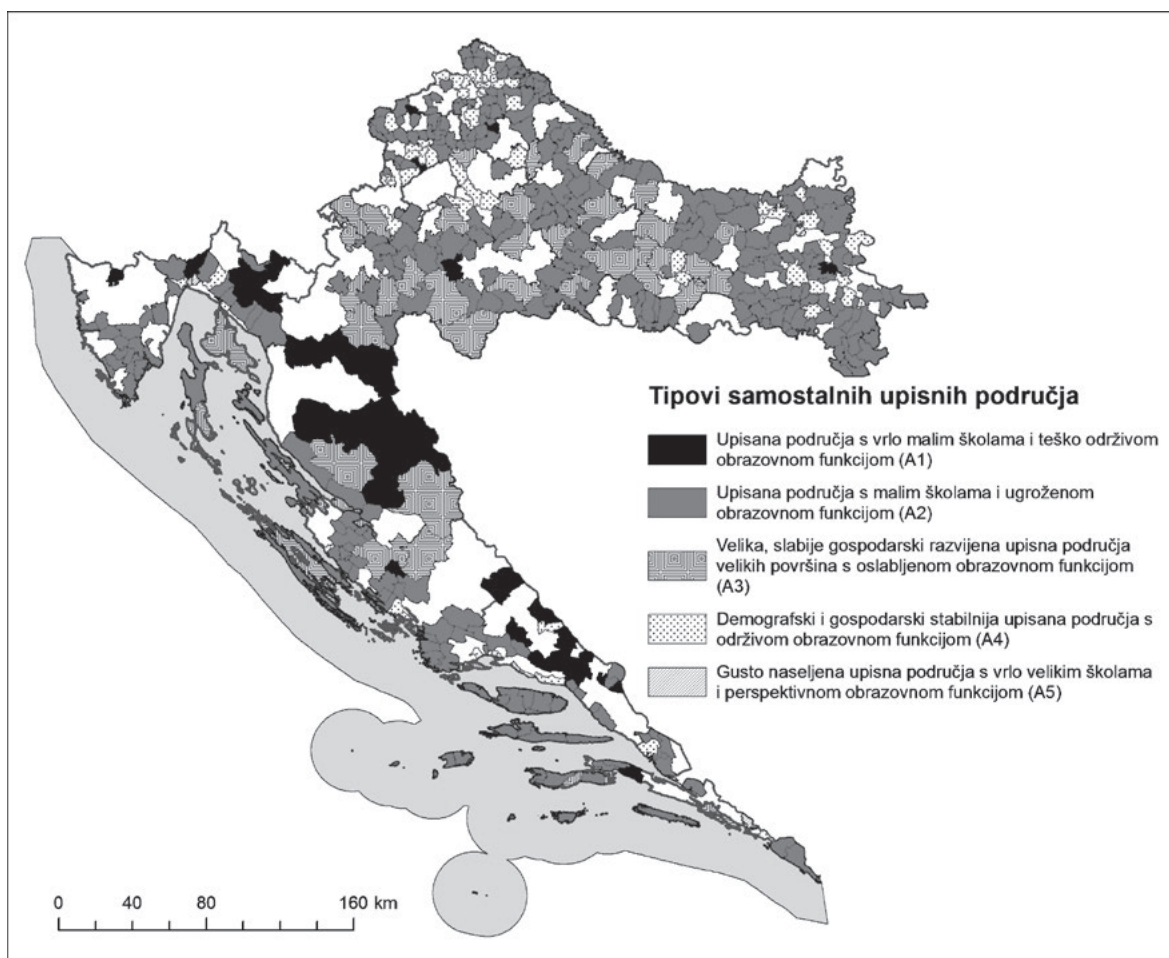 Tipovi samostalnih upisnih područja
Upisana područja s vrlo malim školama i teško održivom
obrazovnom funkcijom (A1)
Upisana područja s malim školama i ugroženom
obrazovnom funkcijom (A2)
Velika, slabije gospodarski razvijena upisna područja
velikih površina s oslabljenom obrazovnom funkcijom
(A3)
Demografski i gospodarski stabilnija upisana područja s
održivom obrazovnom funkcijom (A4)
Gusto naseljena upisna područja s vrlo velikim školama
i perspektivnom obrazovnom funkcijom (A5)
0 40 80 160 km